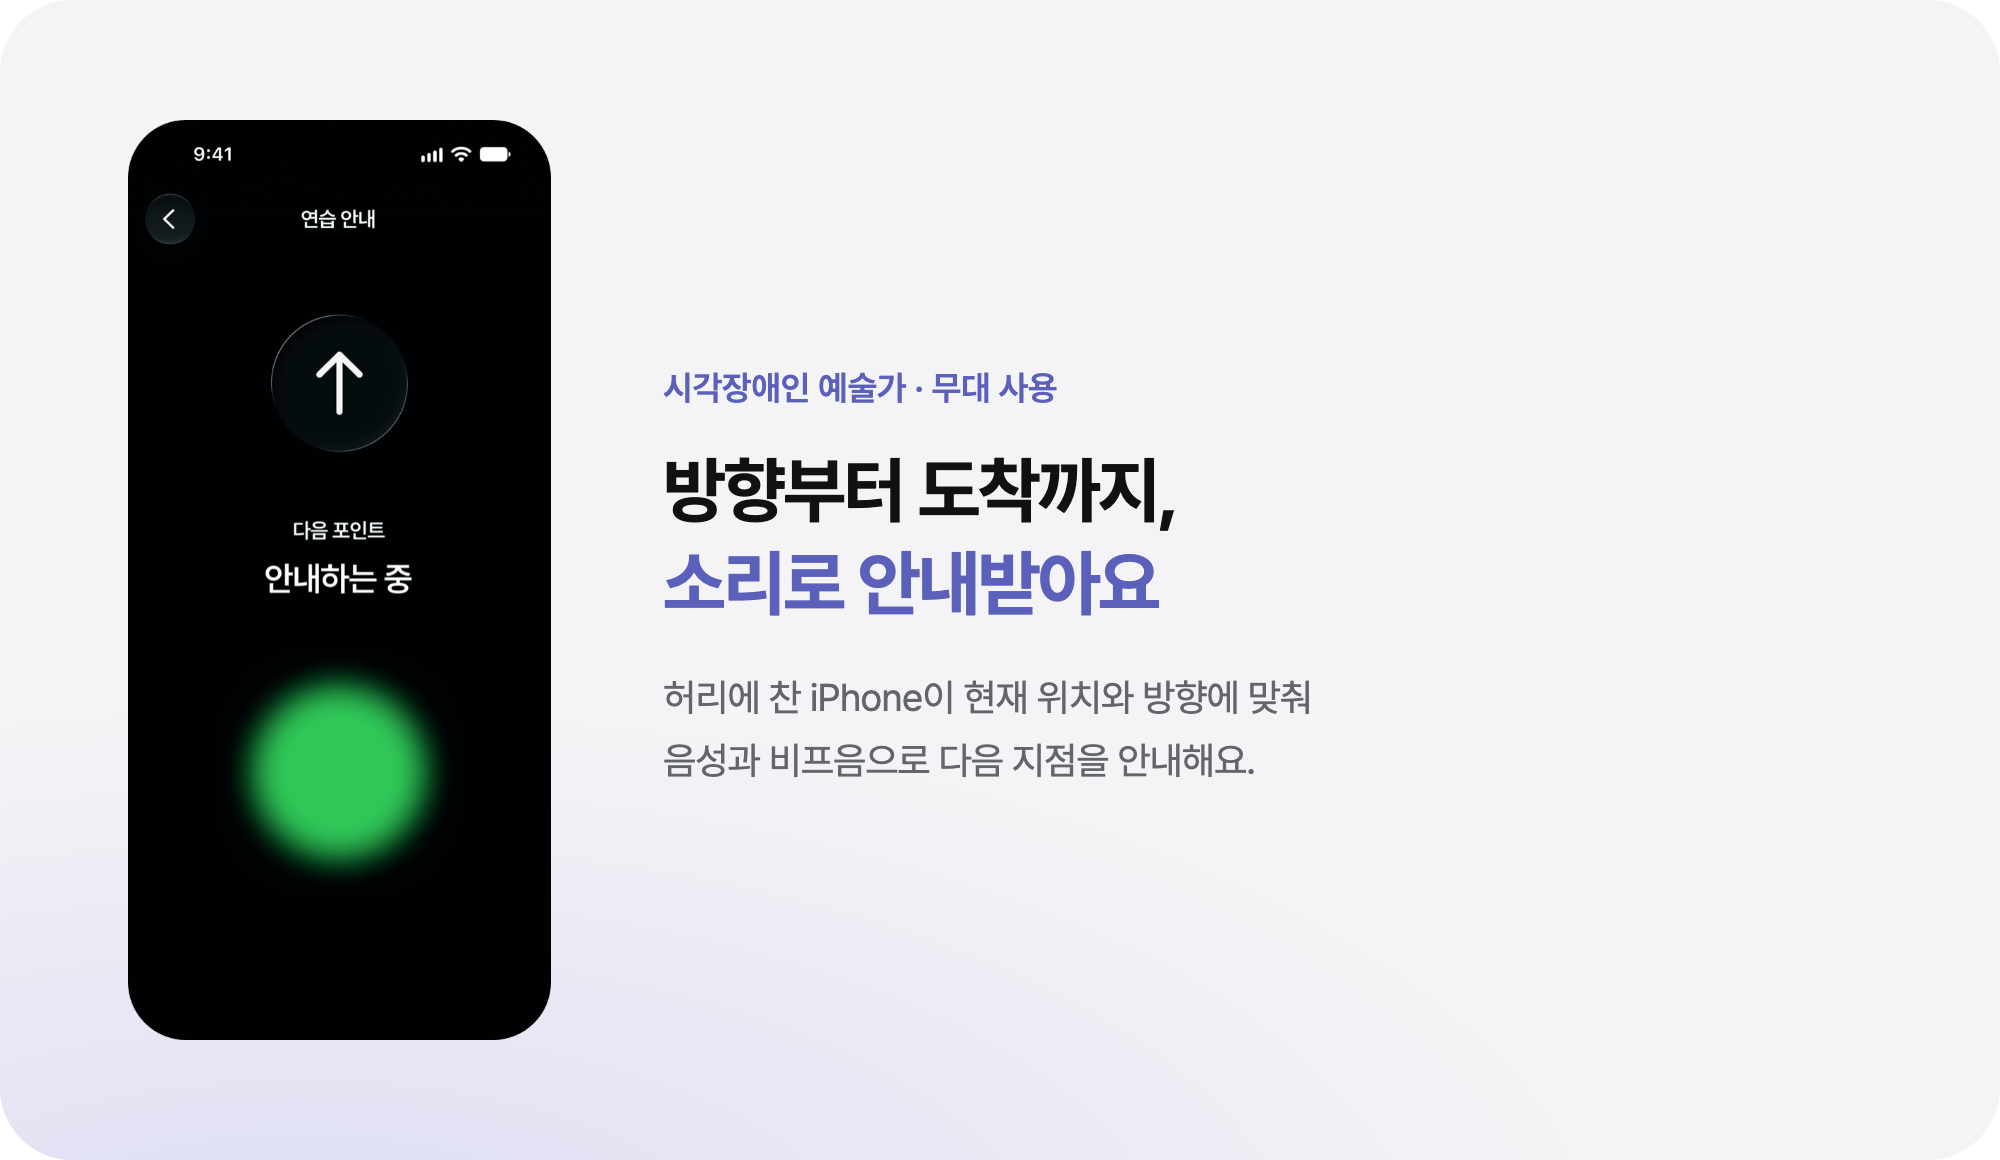 9:41
연습 안내
다음 포인트
안내하는 중
시각장애인 예술가 · 무대 사용
방향부터 도착까지,
소리로 안내받아요
허리에 찬 iPhone이 현재 위치와 방향에 맞춰
음성과 비프음으로 다음 지점을 안내해요.